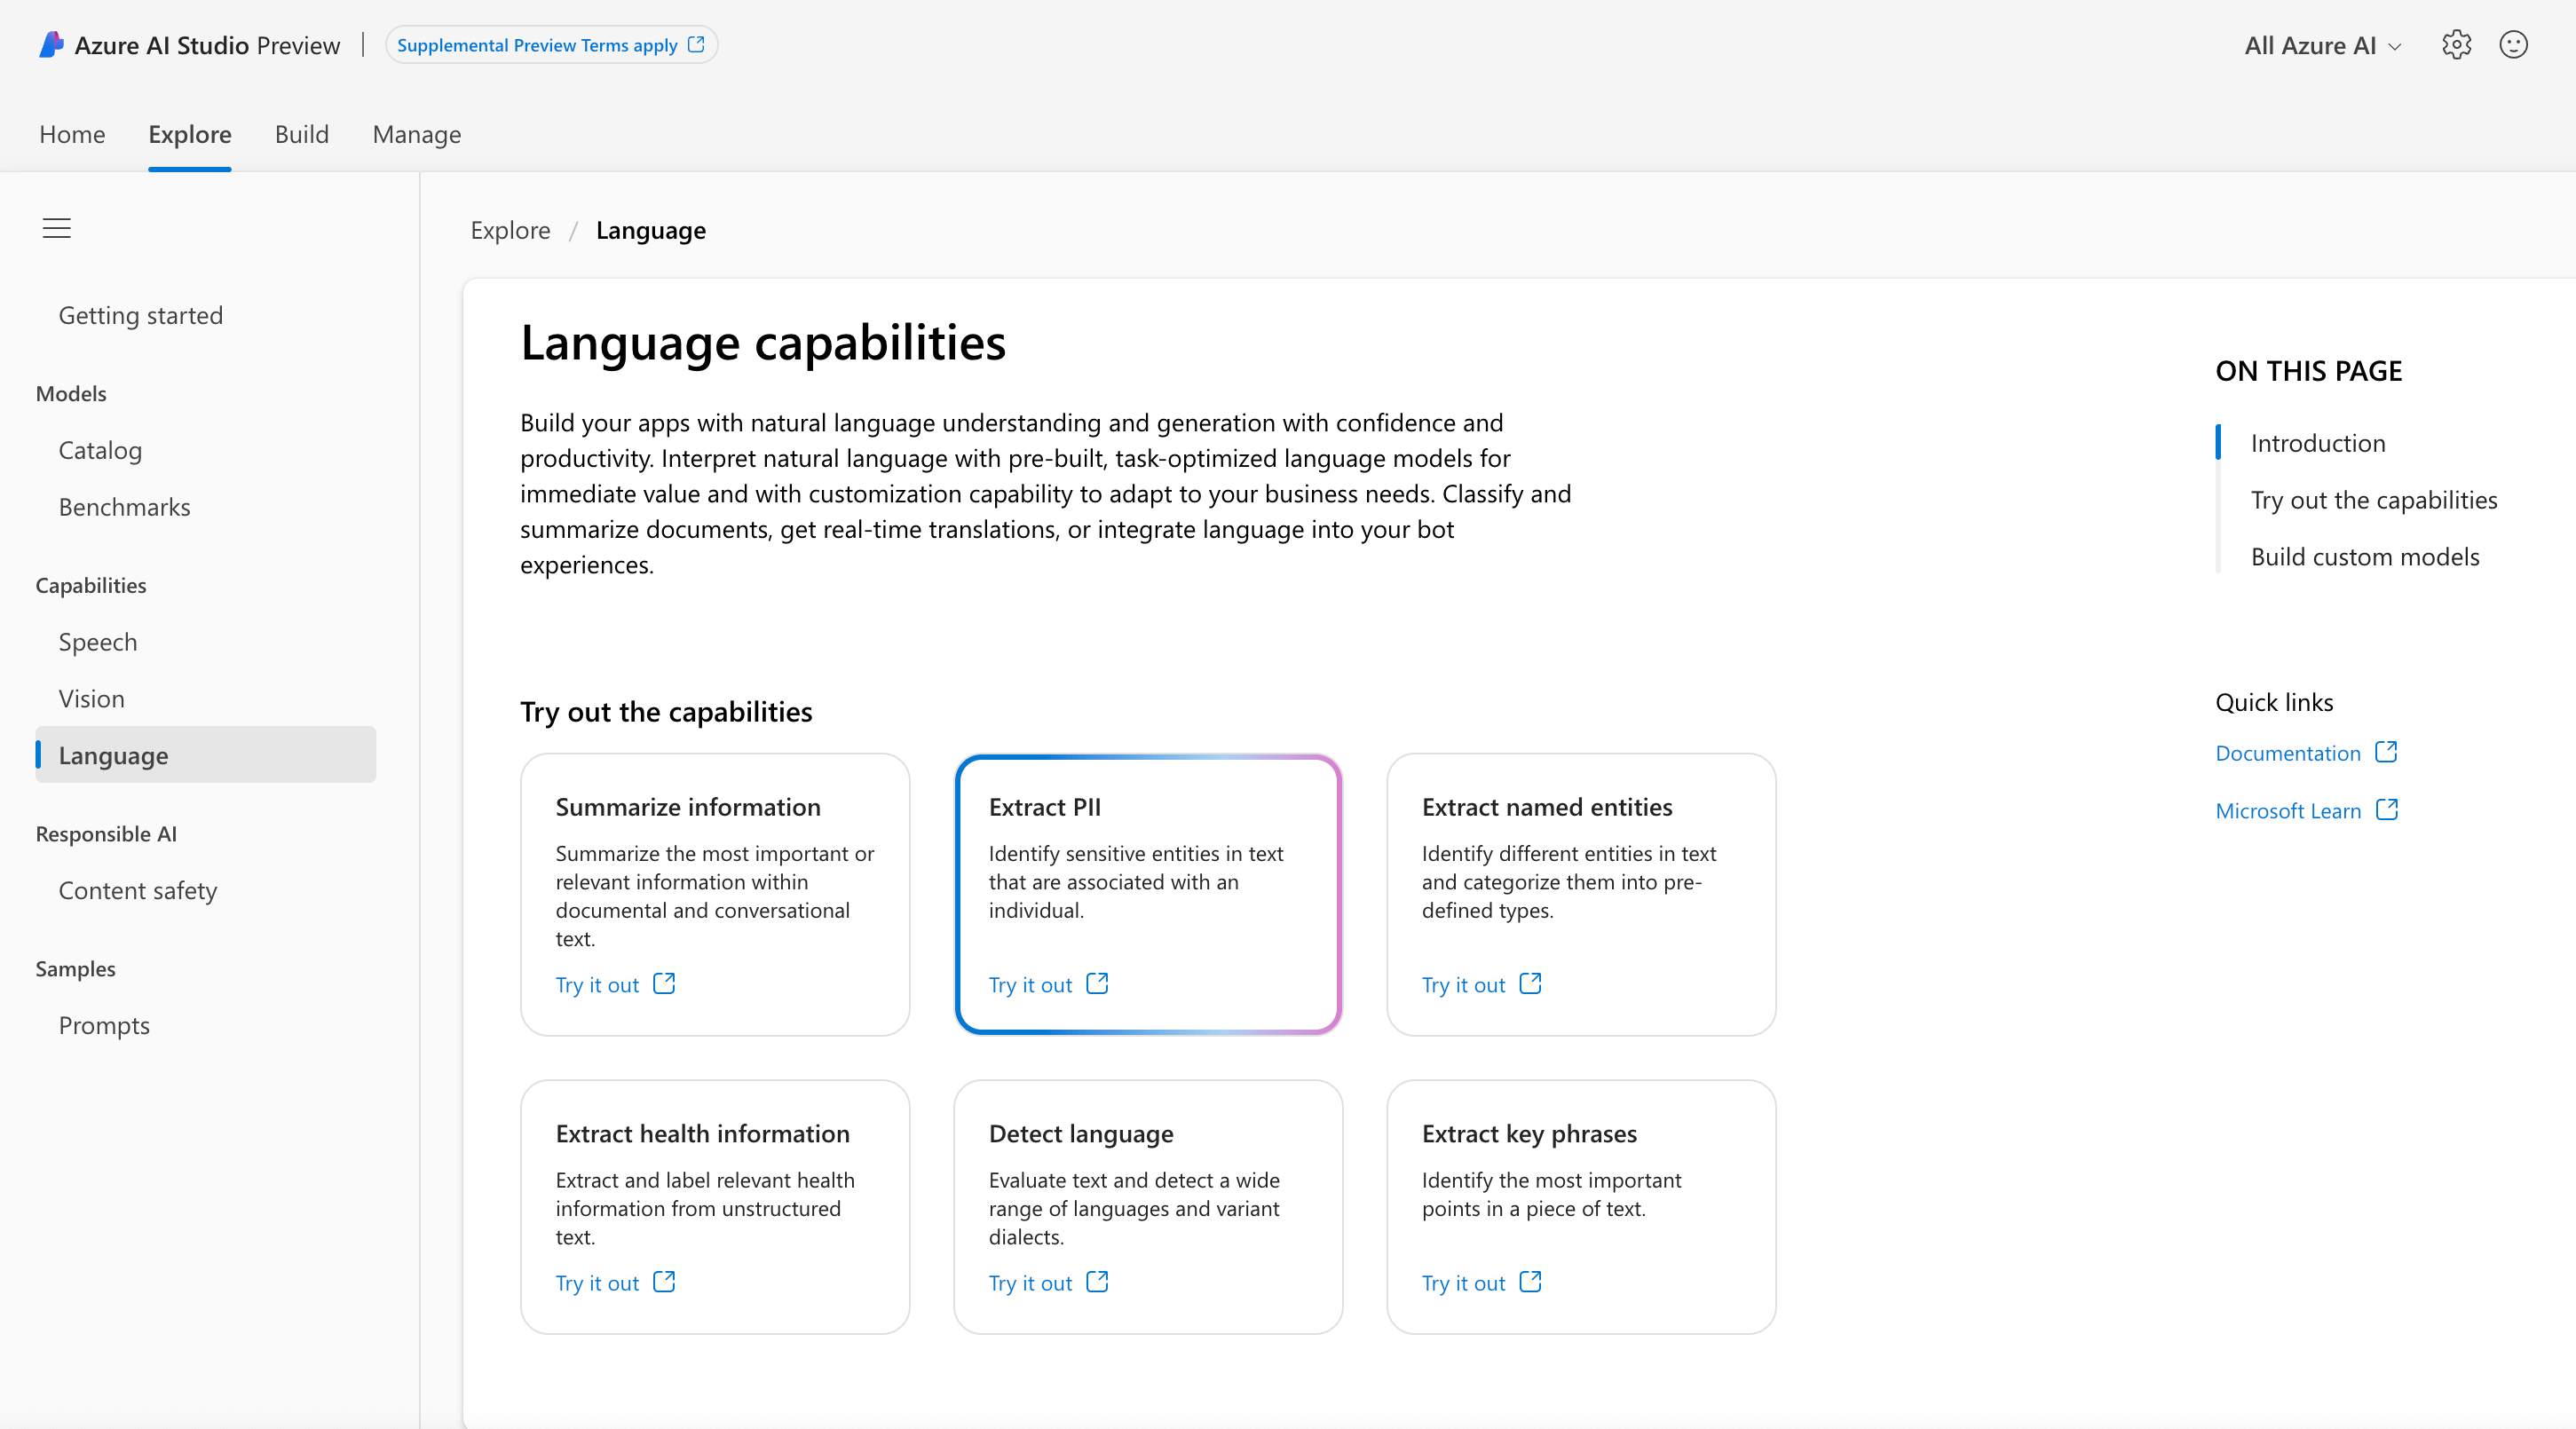 Azure AI Studio Preview
Supplemental Preview Terms apply
All Azure AI
Home
Explore
Build
Manage
Getting started
Models
Catalog
Benchmarks
Capabilities
Speech
Vision
Language
Responsible AI
Content safety
Samples
Prompts
Explore / Language
Language capabilities
Build your apps with natural language understanding and generation with confidence and
productivity. Interpret natural language with pre-built, task-optimized language models for
immediate value and with customization capability to adapt to your business needs. Classify and
summarize documents, get real-time translations, or integrate language into your bot
experiences.
Try out the capabilities
Summarize information
Summarize the most important or
relevant information within
documental and conversational
text.
Try it out
Extract PII
Identify sensitive entities in text
that are associated with an
individual.
Try it out
Extract named entities
Identify different entities in text
and categorize them into pre-
defined types.
Try it out
Extract health information
Extract and label relevant health
information from unstructured
text.
Try it out
Detect language
Evaluate text and detect a wide
range of languages and variant
dialects.
Try it out
Extract key phrases
Identify the most important
points in a piece of text.
Try it out
ON THIS PAGE
Introduction
Try out the capabilities
Build custom models
Quick links
Documentation
Microsoft Learn